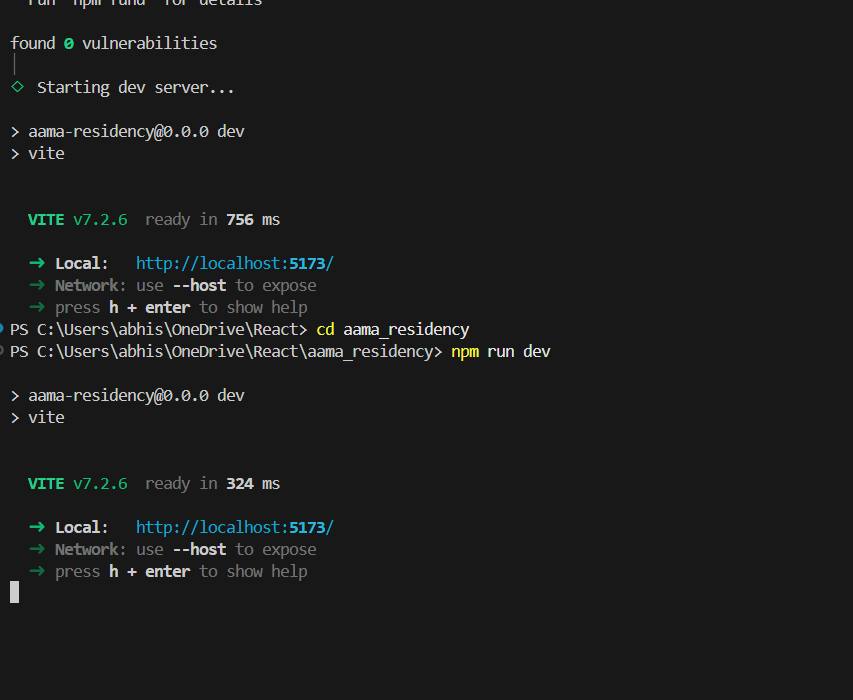 run `npm fund` for details
found 0 vulnerabilities
◇ Starting dev server...
> aama-residency@0.0.0 dev
> vite
VITE v7.2.6 ready in 756 ms
➜ Local: http://localhost:5173/
➜ Network: use --host to expose
➜ press h + enter to show help
PS C:\Users\abhis\OneDrive\React> cd aama_residency
PS C:\Users\abhis\OneDrive\React\aama_residency> npm run dev
> aama-residency@0.0.0 dev
> vite
VITE v7.2.6 ready in 324 ms
➜ Local: http://localhost:5173/
➜ Network: use --host to expose
➜ press h + enter to show help